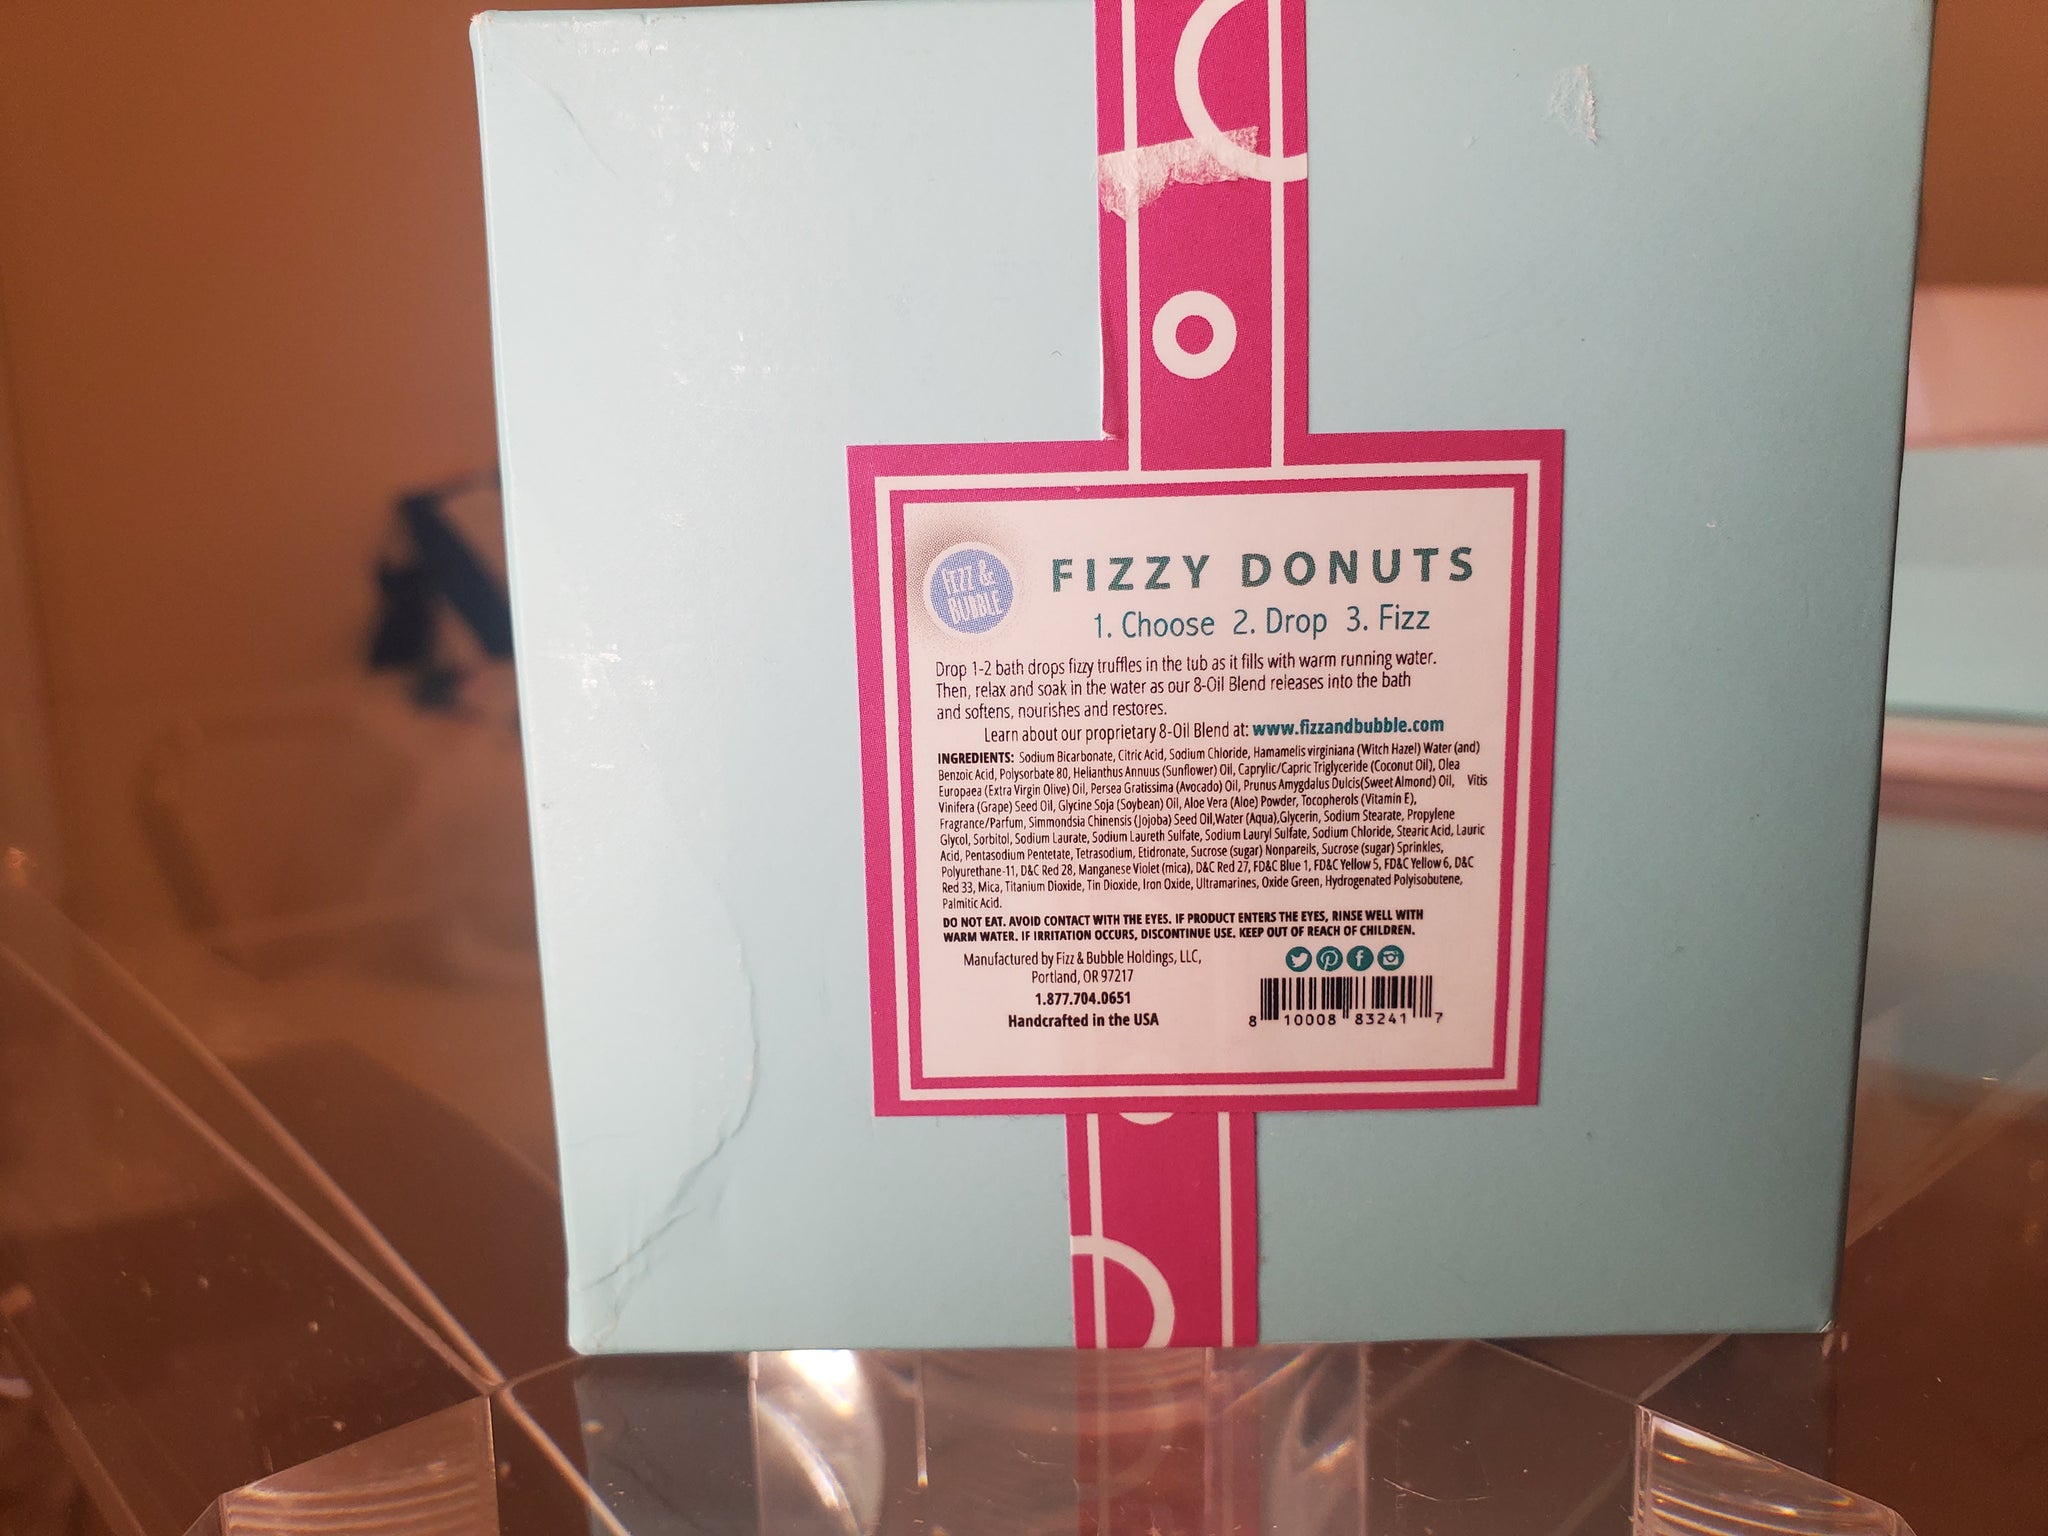 FIZZ &
BUBBLE
FIZZY DONUTS
1. Choose 2. Drop 3. Fizz
Drop 1-2 bath drops fizzy truffles in the tub as it fills with warm running water.
Then, relax and soak in the water as our 8-Oil Blend releases into the bath
and softens, nourishes and restores.
Learn about our proprietary 8-Oil Blend at: www.fizzandbubble.com
INGREDIENTS: Sodium Bicarbonate, Citric Acid, Sodium Chloride, Hamamelis virginiana (Witch Hazel) Water (and)
Benzoic Acid, Polysorbate 80, Helianthus Annuus (Sunflower) Oil, Caprylic/Capric Triglyceride (Coconut Oil), Olea
Europaea (Extra Virgin Olive) Oil, Persea Gratissima (Avocado) Oil, Prunus Amygdalus Dulcis(Sweet Almond) Oil, Vitis
Vinifera (Grape) Seed Oil, Glycine Soja (Soybean) Oil, Aloe Vera (Aloe) Powder, Tocopherols (Vitamin E),
Fragrance/Parfum, Simmondsia Chinensis (Jojoba) Seed Oil,Water (Aqua),Glycerin, Sodium Stearate, Propylene
Glycol, Sorbitol, Sodium Laurate, Sodium Laureth Sulfate, Sodium Lauryl Sulfate, Sodium Chloride, Stearic Acid, Lauric
Acid, Pentasodium Pentetate, Tetrasodium, Etidronate, Sucrose (sugar) Nonpareils, Sucrose (sugar) Sprinkles,
Polyurethane-11, D&C Red 28, Manganese Violet (mica), D&C Red 27, FD&C Blue 1, FD&C Yellow 5, FD&C Yellow 6, D&C
Red 33, Mica, Titanium Dioxide, Tin Dioxide, Iron Oxide, Ultramarines, Oxide Green, Hydrogenated Polyisobutene,
Palmitic Acid.
DO NOT EAT. AVOID CONTACT WITH THE EYES. IF PRODUCT ENTERS THE EYES, RINSE WELL WITH
WARM WATER. IF IRRITATION OCCURS, DISCONTINUE USE. KEEP OUT OF REACH OF CHILDREN.
Manufactured by Fizz & Bubble Holdings, LLC,
Portland, OR 97217
1.877.704.0651
Handcrafted in the USA
8 10008 83241 7